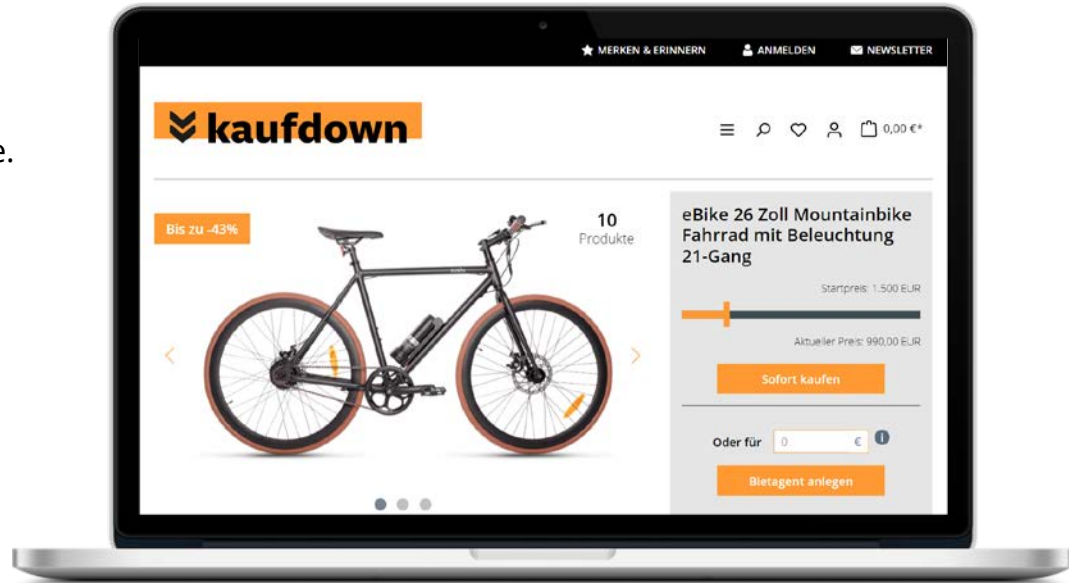 MERKEN & ERINNERN ANMELDEN NEWSLETTER
kaufdown
0,00 €*
e.
Bis zu -43%
10
Produkte
eBike 26 Zoll Mountainbike
Fahrrad mit Beleuchtung
21-Gang
Startpreis: 1.500 EUR
Aktueller Preis: 990,00 EUR
Sofort kaufen
Oder für 0 € i
Bietagent anlegen